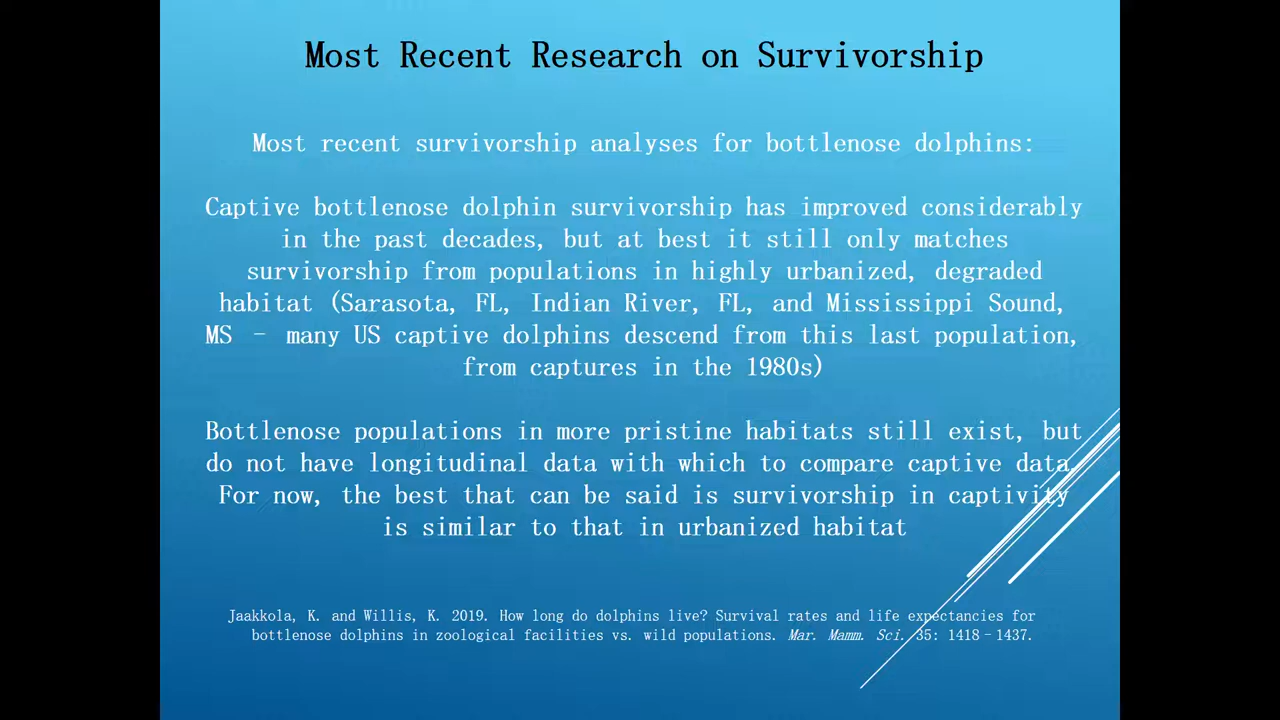 Most Recent Research on Survivorship
Most recent survivorship analyses for bottlenose dolphins:
Captive bottlenose dolphin survivorship has improved considerably
in the past decades, but at best it still only matches
survivorship from populations in highly urbanized, degraded
habitat (Sarasota, FL, Indian River, FL, and Mississippi Sound,
MS – many US captive dolphins descend from this last population,
from captures in the 1980s)
Bottlenose populations in more pristine habitats still exist, but
do not have longitudinal data with which to compare captive data.
For now, the best that can be said is survivorship in captivity
is similar to that in urbanized habitat
Jaakkola, K. and Willis, K. 2019. How long do dolphins live? Survival rates and life expectancies for
bottlenose dolphins in zoological facilities vs. wild populations. Mar. Mamm. Sci. 35: 1418–1437.